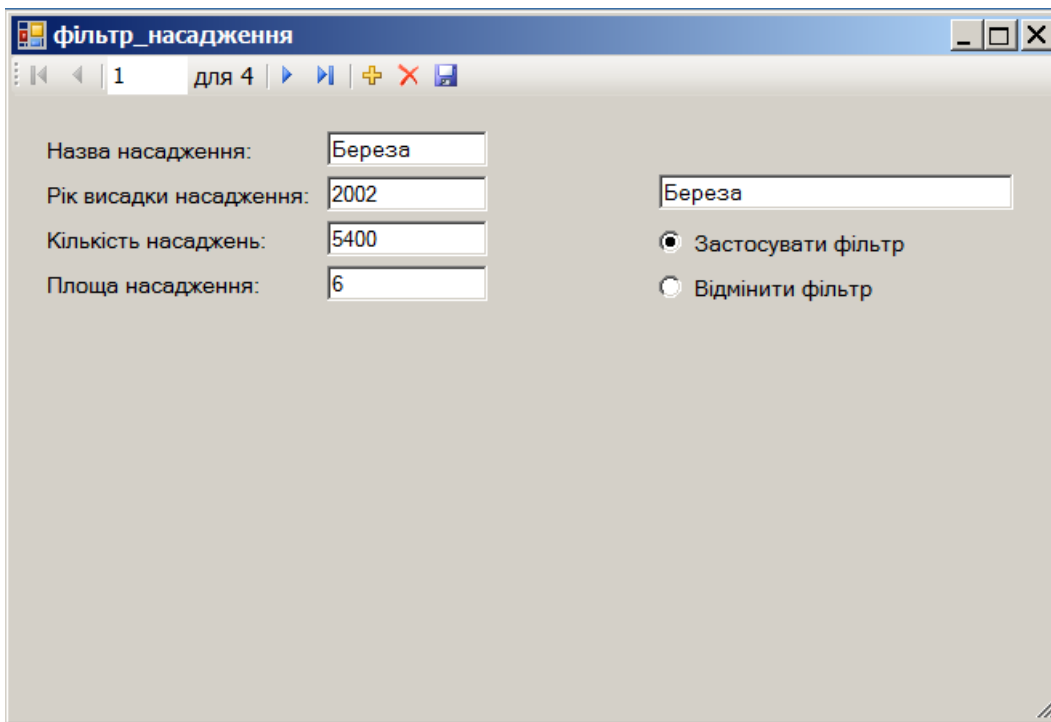 фільтр_насадження
1 для 4
Назва насадження: Береза
Рік висадки насадження: 2002
Кількість насаджень: 5400
Площа насадження: 6
Береза
Застосувати фільтр
Відмінити фільтр